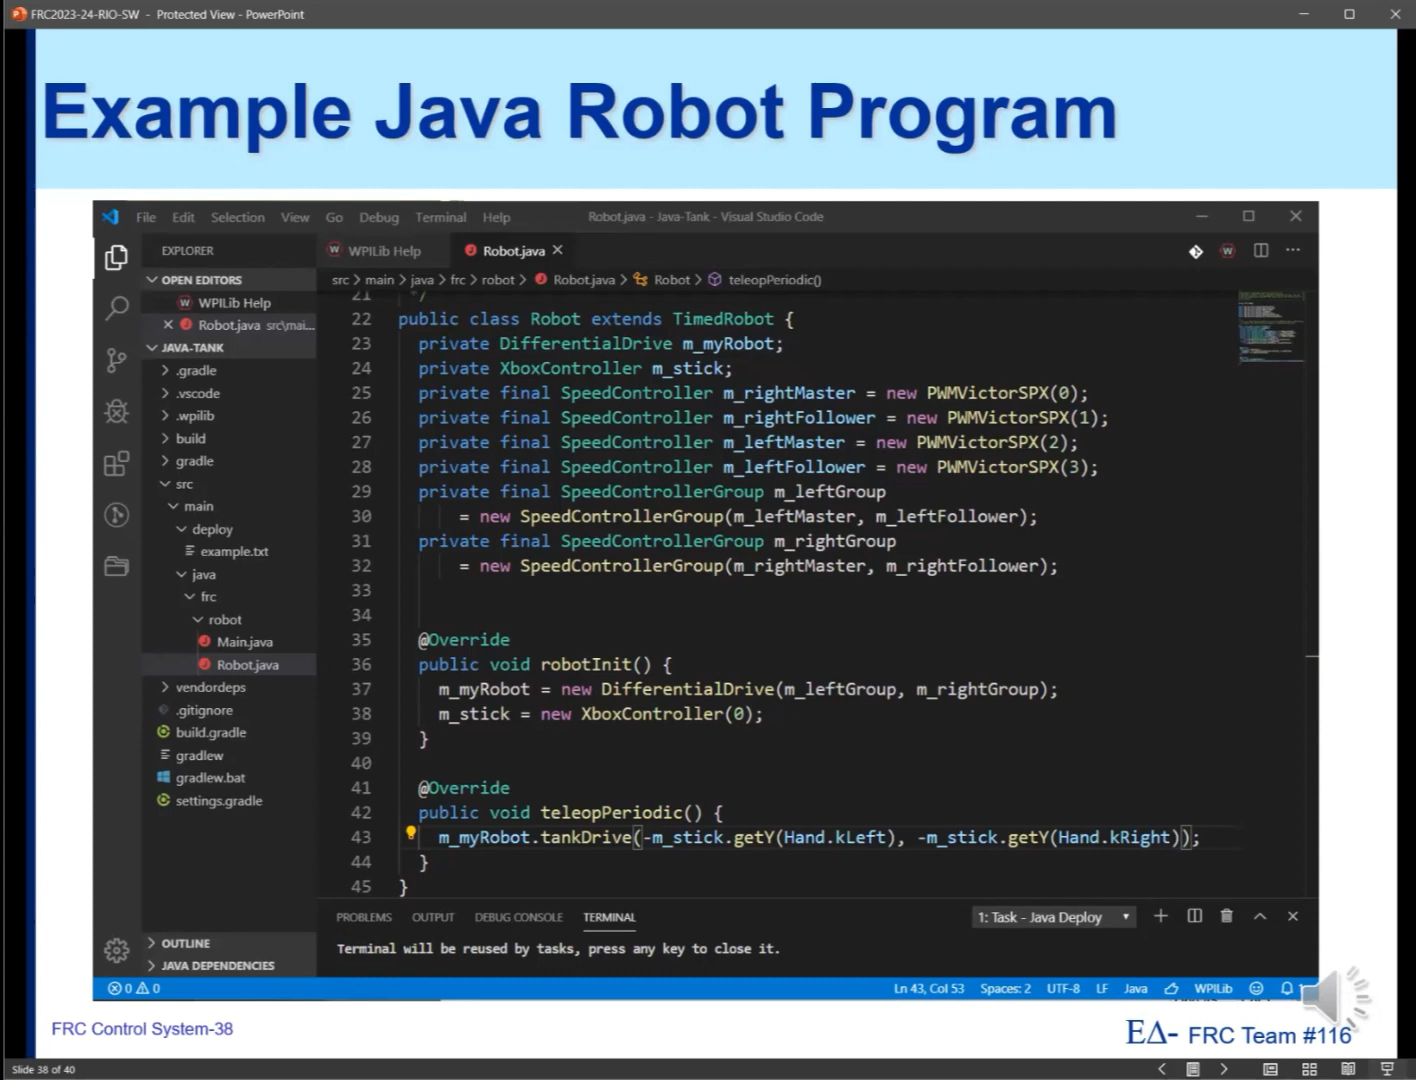 FRC2023-24-RIO-SW - Protected View - PowerPoint
Example Java Robot Program
File Edit Selection View Go Debug Terminal Help Robot.java - Java-Tank - Visual Studio Code
EXPLORER
OPEN EDITORS
WPILib Help
Robot.java src\mai...
JAVA-TANK
.gradle
.vscode
.wpilib
build
gradle
src
main
deploy
example.txt
java
frc
robot
Main.java
Robot.java
vendordeps
.gitignore
build.gradle
gradlew
gradlew.bat
settings.gradle
OUTLINE
JAVA DEPENDENCIES
WPILib Help Robot.java
src > main > java > frc > robot > Robot.java > Robot > teleopPeriodic()
21 */
22 public class Robot extends TimedRobot {
23 private DifferentialDrive m_myRobot;
24 private XboxController m_stick;
25 private final SpeedController m_rightMaster = new PWMVictorSPX(0);
26 private final SpeedController m_rightFollower = new PWMVictorSPX(1);
27 private final SpeedController m_leftMaster = new PWMVictorSPX(2);
28 private final SpeedController m_leftFollower = new PWMVictorSPX(3);
29 private final SpeedControllerGroup m_leftGroup
30 = new SpeedControllerGroup(m_leftMaster, m_leftFollower);
31 private final SpeedControllerGroup m_rightGroup
32 = new SpeedControllerGroup(m_rightMaster, m_rightFollower);
33
34
35 @Override
36 public void robotInit() {
37 m_myRobot = new DifferentialDrive(m_leftGroup, m_rightGroup);
38 m_stick = new XboxController(0);
39 }
40
41 @Override
42 public void teleopPeriodic() {
43 m_myRobot.tankDrive(-m_stick.getY(Hand.kLeft), -m_stick.getY(Hand.kRight));
44 }
45 }
PROBLEMS OUTPUT DEBUG CONSOLE TERMINAL 1: Task - Java Deploy
Terminal will be reused by tasks, press any key to close it.
0 0 Ln 43, Col 53 Spaces: 2 UTF-8 LF Java WPILib
FRC Control System-38
ΕΔ- FRC Team #116
Slide 38 of 40